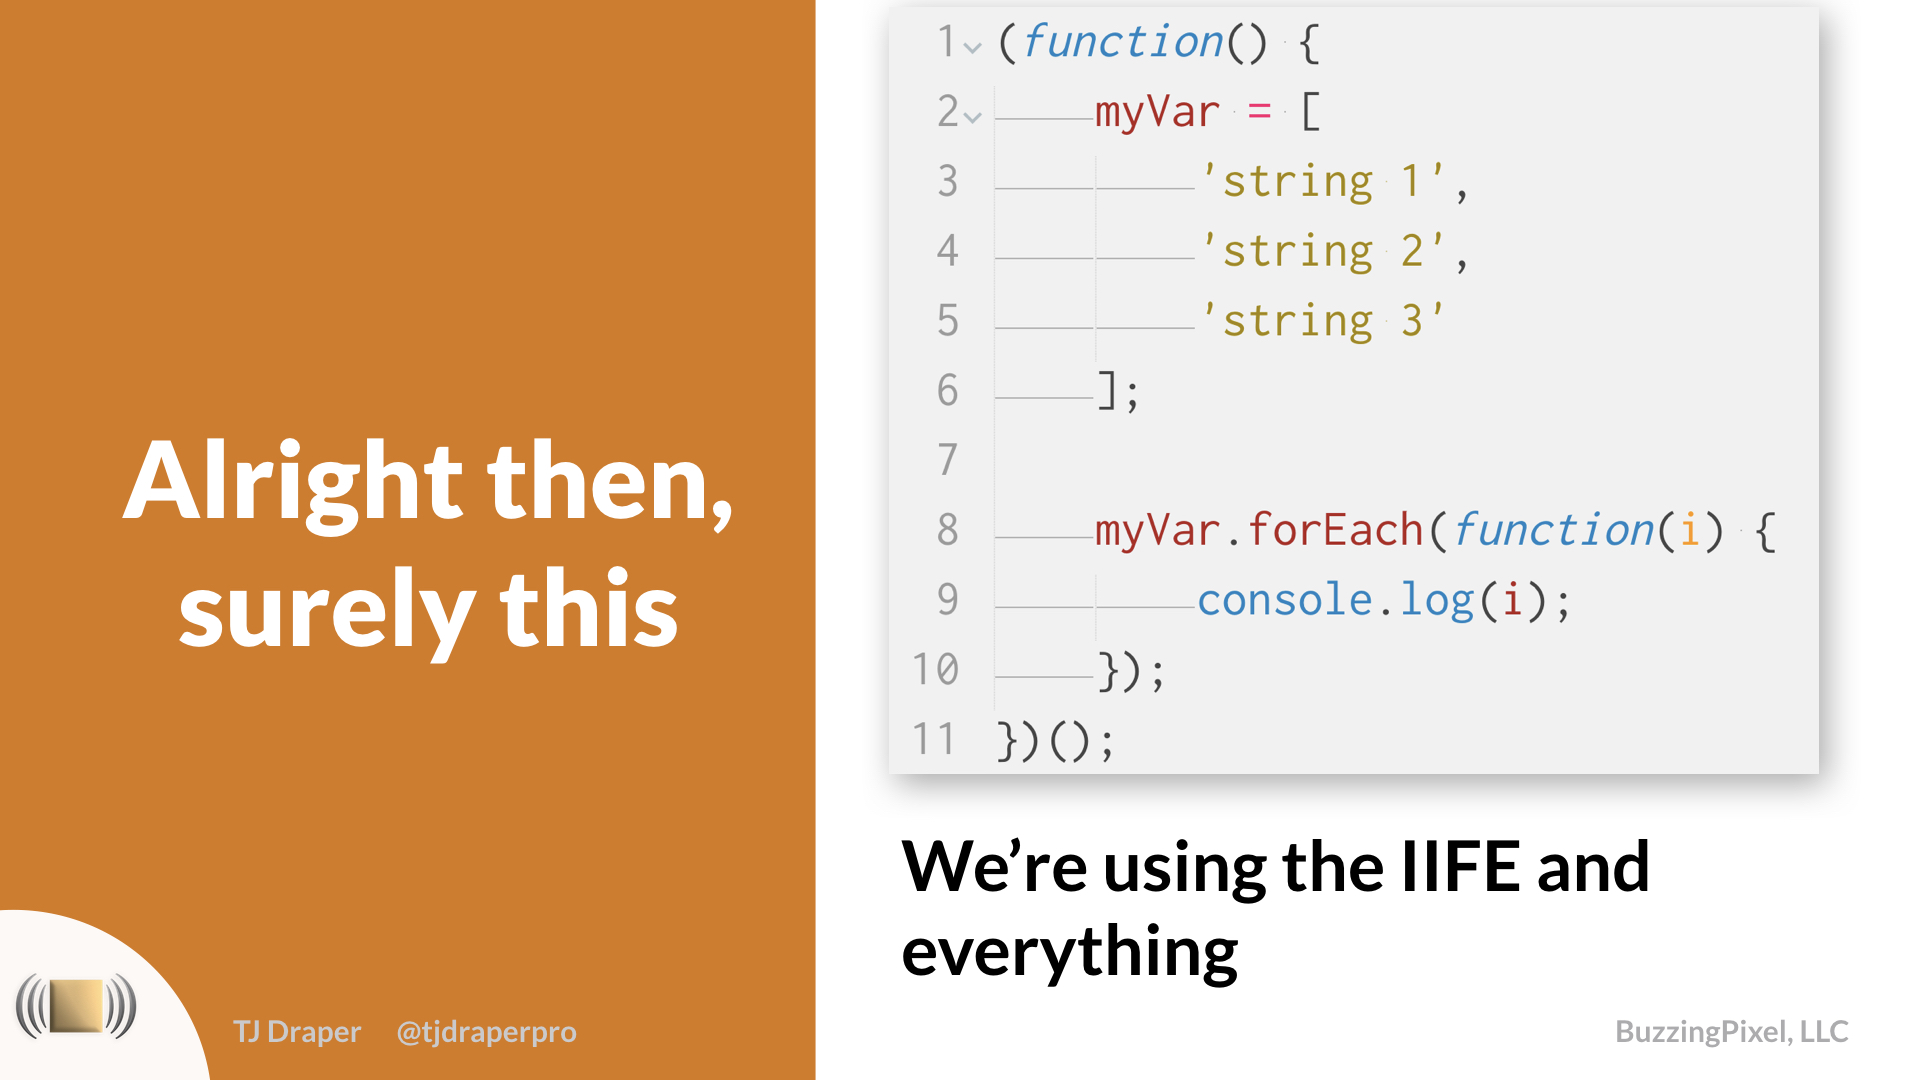 Alright then,
surely this
1 (function() {
2     myVar = [
3         'string 1',
4         'string 2',
5         'string 3'
6     ];
7
8     myVar.forEach(function(i) {
9         console.log(i);
10     });
11 })();
We’re using the IIFE and
everything
TJ Draper @tjdraperpro
BuzzingPixel, LLC